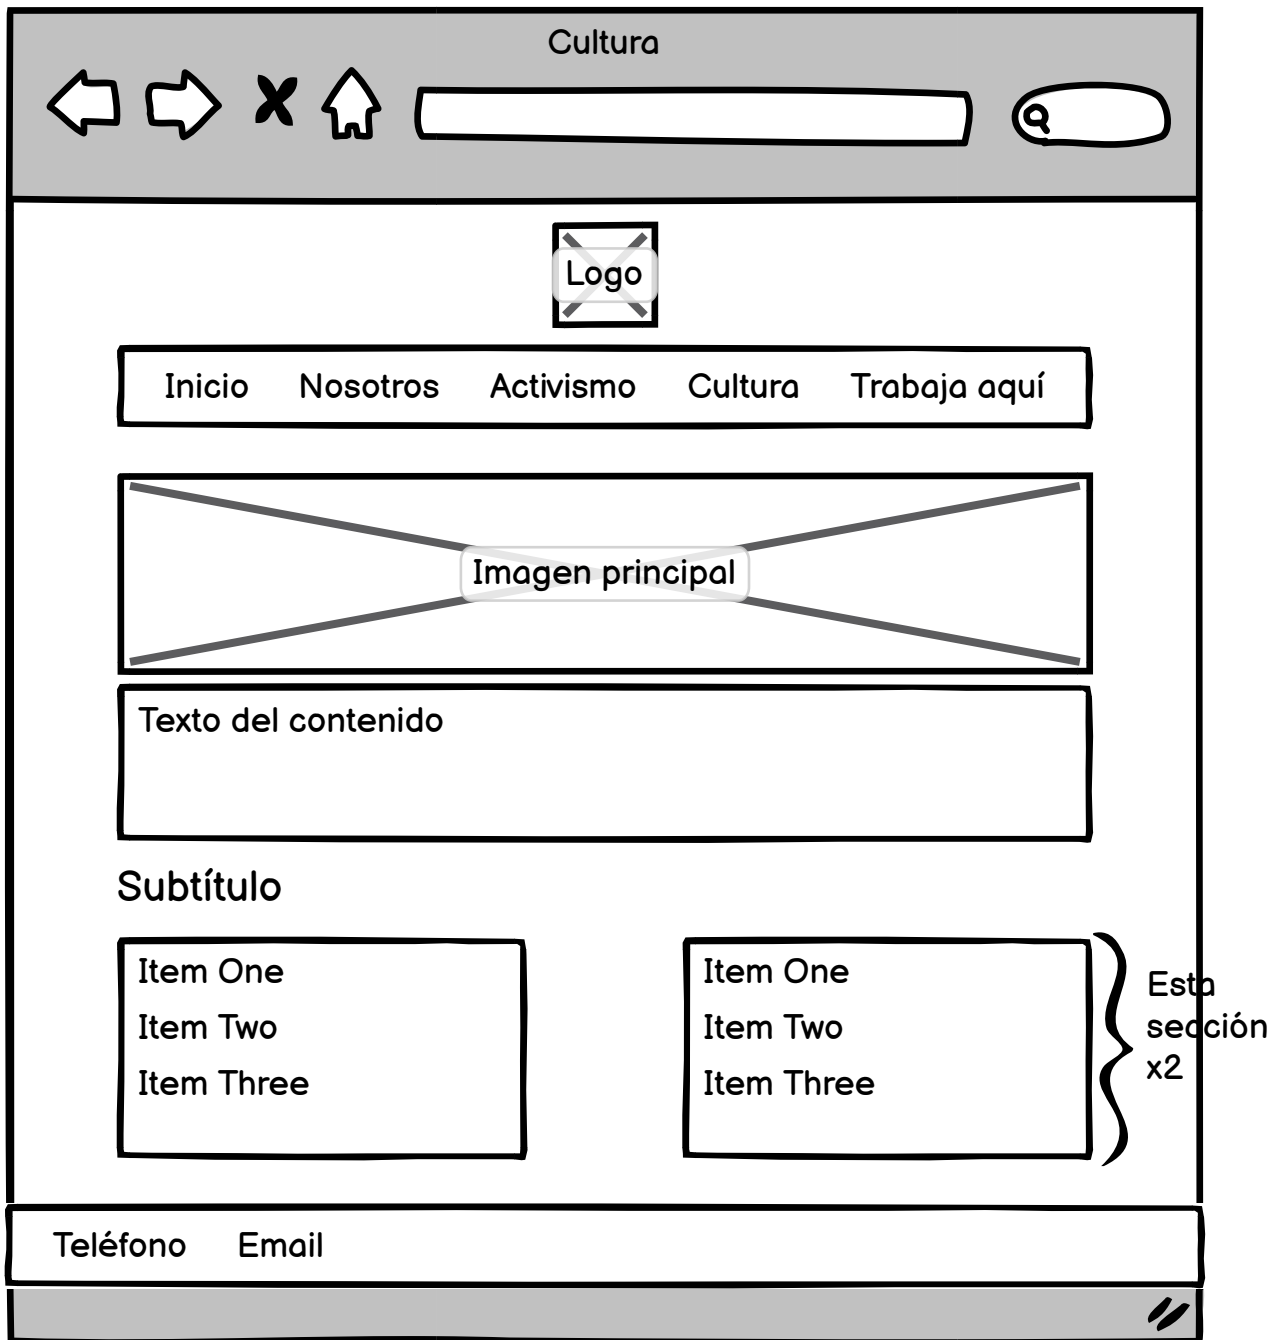 Cultura
Logo
Inicio Nosotros Activismo Cultura Trabaja aquí
Imagen principal
Texto del contenido
Subtítulo
Item One
Item Two
Item Three
Item One
Item Two
Item Three
Esta
sección
x2
Teléfono Email